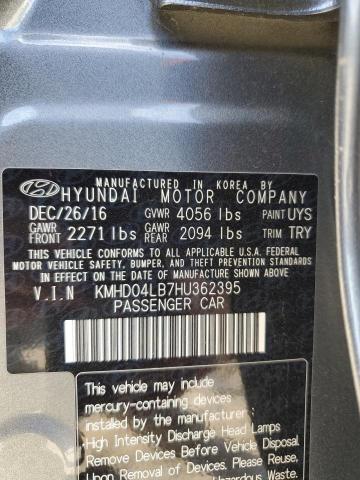 MANUFACTURED IN KOREA BY
HYUNDAI MOTOR COMPANY
DEC/26/16 GVWR 4056 lbs PAINT UYS
GAWR FRONT 2271 lbs GAWR REAR 2094 lbs TRIM TRY
THIS VEHICLE CONFORMS TO ALL APPLICABLE U.S.A. FEDERAL
MOTOR VEHICLE SAFETY, BUMPER, AND THEFT PREVENTION
STANDARDS IN EFFECT ON THE DATE OF MANUFACTURE SHOWN ABOVE.
V.I.N KMHD04LB7HU362395
PASSENGER CAR
This vehicle may include
mercury-containing devices
installed by the manufacturer:
High Intensity Discharge Head Lamps
Remove Devices Before Vehicle Disposal
Upon Removal of Devices, Please Reuse,
Hazardous Waste.